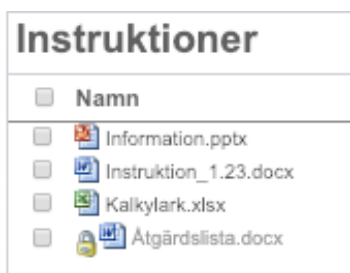 Instruktioner
Namn
Information.pptx
Instruktion_1.23.docx
Kalkylark.xlsx
Åtgärdslista.docx